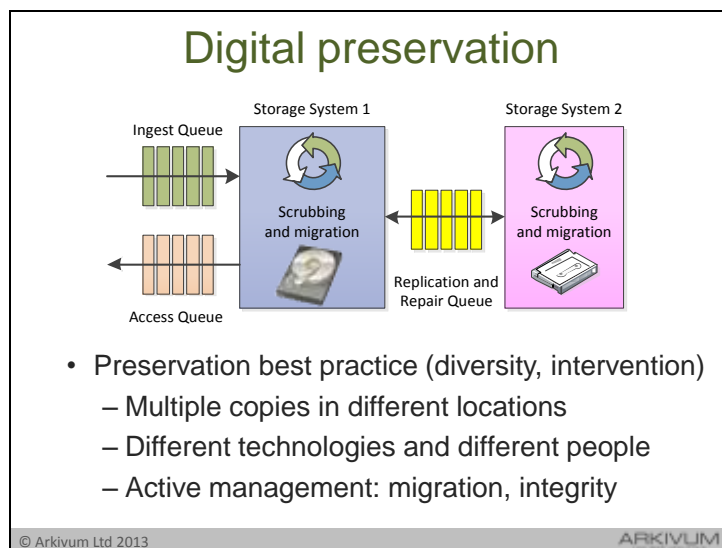 Digital preservation
Storage System 1
Storage System 2
Ingest Queue
Scrubbing
and migration
Scrubbing
and migration
Replication and
Repair Queue
Access Queue
• Preservation best practice (diversity, intervention)
– Multiple copies in different locations
– Different technologies and different people
– Active management: migration, integrity
© Arkivum Ltd 2013
ARKIVUM